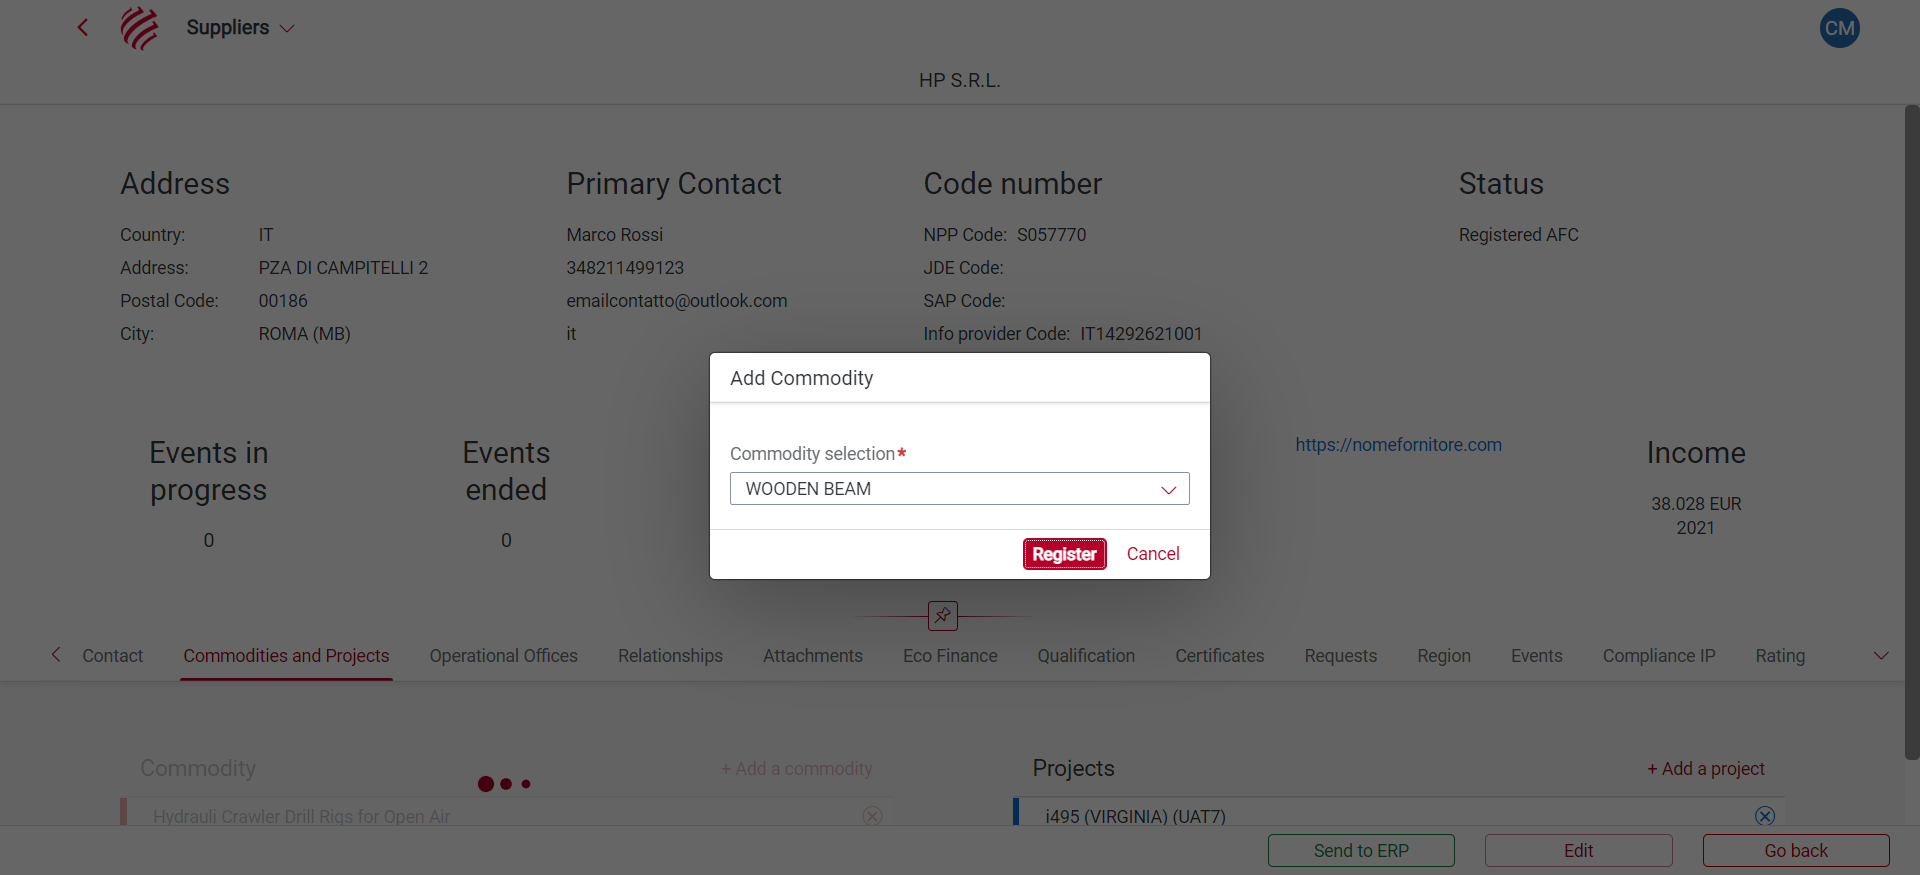 Suppliers
CM
HP S.R.L.
Address
Country: IT
Address: PZA DI CAMPITELLI 2
Postal Code: 00186
City: ROMA (MB)
Primary Contact
Marco Rossi
348211499123
emailcontatto@outlook.com
it
Code number
NPP Code: S057770
JDE Code:
SAP Code:
Info provider Code: IT14292621001
Status
Registered AFC
Events in
progress
0
Events
ended
0
https://nomefornitore.com
Income
38.028 EUR
2021
Add Commodity
Commodity selection*
WOODEN BEAM
Register Cancel
Contact Commodities and Projects Operational Offices Relationships Attachments Eco Finance Qualification Certificates Requests Region Events Compliance IP Rating
Commodity + Add a commodity
Hydrauli Crawler Drill Rigs for Open Air
Projects + Add a project
i495 (VIRGINIA) (UAT7)
Send to ERP Edit Go back